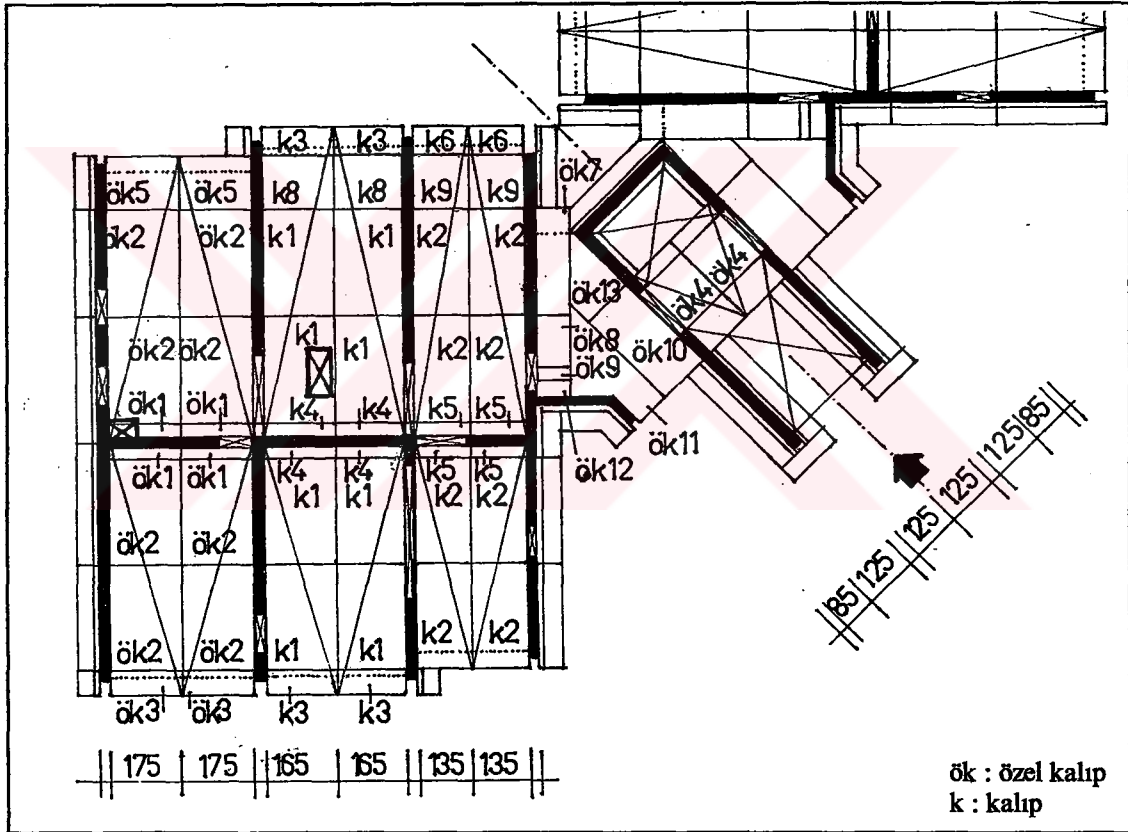 k3 k3 k6 k6
ök7
ök5 ök5 k8 k8 k9 k9
ök2 ök2 k1 k1 k2 k2
ök4 ök4
ök13
ök2 ök2 k1 k1 k2 k2
ök8
ök9
ök10
ök1 ök1 k4 k4 k5 k5
ök11
ök12
ök1 ök1 k4 k4 k5 k5
k1 k1 k2 k2
ök2 ök2
ök2 ök2 k1 k1 k2 k2
ök3 ök3 k3 k3
175 175 165 165 135 135
85 125 125 125 125 85
ök : özel kalıp
k : kalıp